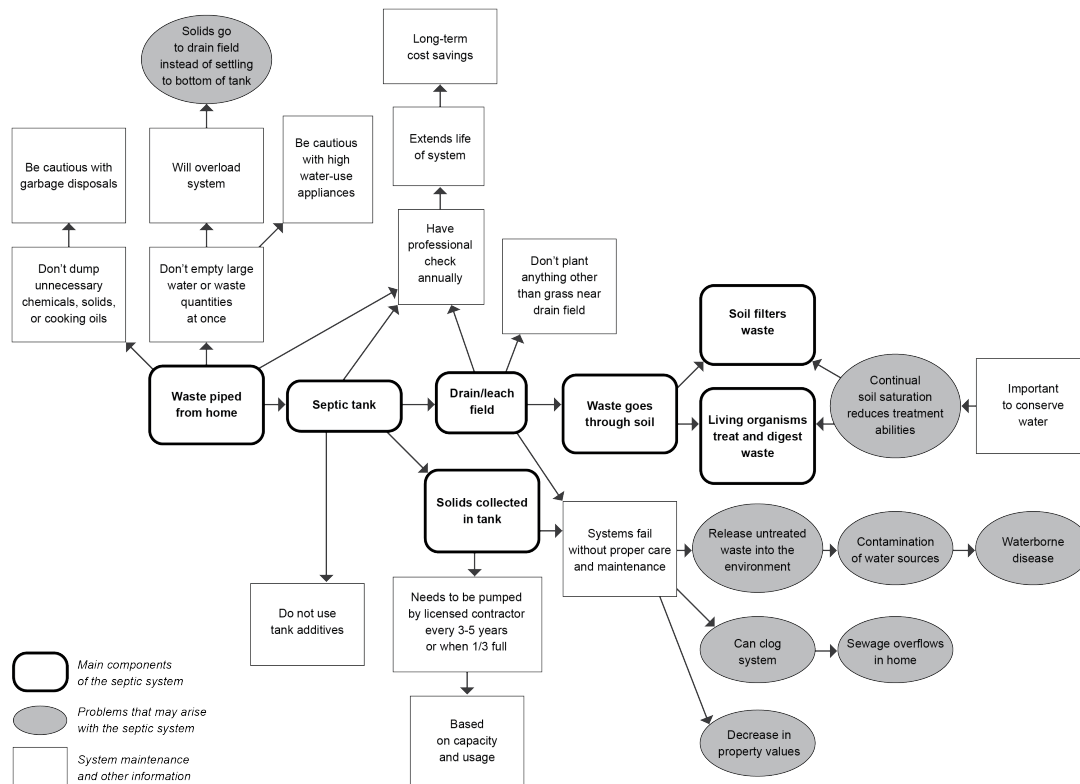 Solids go
to drain field
instead of settling
to bottom of tank
Long-term
cost savings
Be cautious with
garbage disposals
Will overload
system
Be cautious
with high
water-use
appliances
Extends life
of system
Don’t dump
unnecessary
chemicals, solids,
or cooking oils
Don’t empty large
water or waste
quantities
at once
Have
professional
check
annually
Don’t plant
anything other
than grass near
drain field
Soil filters
waste
Waste piped
from home
Septic tank
Drain/leach
field
Waste goes
through soil
Living organisms
treat and digest
waste
Continual
soil saturation
reduces treatment
abilities
Important
to conserve
water
Solids collected
in tank
Systems fail
without proper care
and maintenance
Release untreated
waste into the
environment
Contamination
of water sources
Waterborne
disease
Do not use
tank additives
Needs to be pumped
by licensed contractor
every 3-5 years
or when 1/3 full
Can clog
system
Sewage overflows
in home
Based
on capacity
and usage
Decrease in
property values
Main components
of the septic system
Problems that may arise
with the septic system
System maintenance
and other information